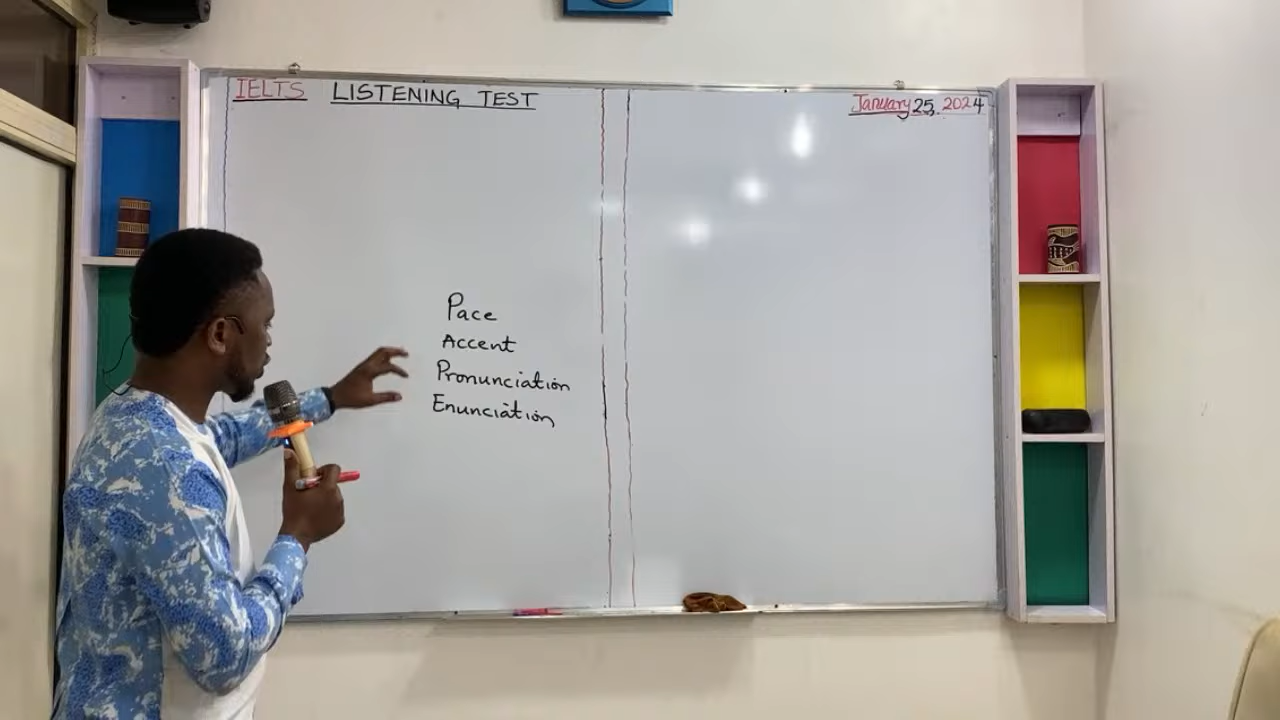 IELTS LISTENING TEST
January 25, 2024
Pace
Accent
Pronunciation
Enunciation